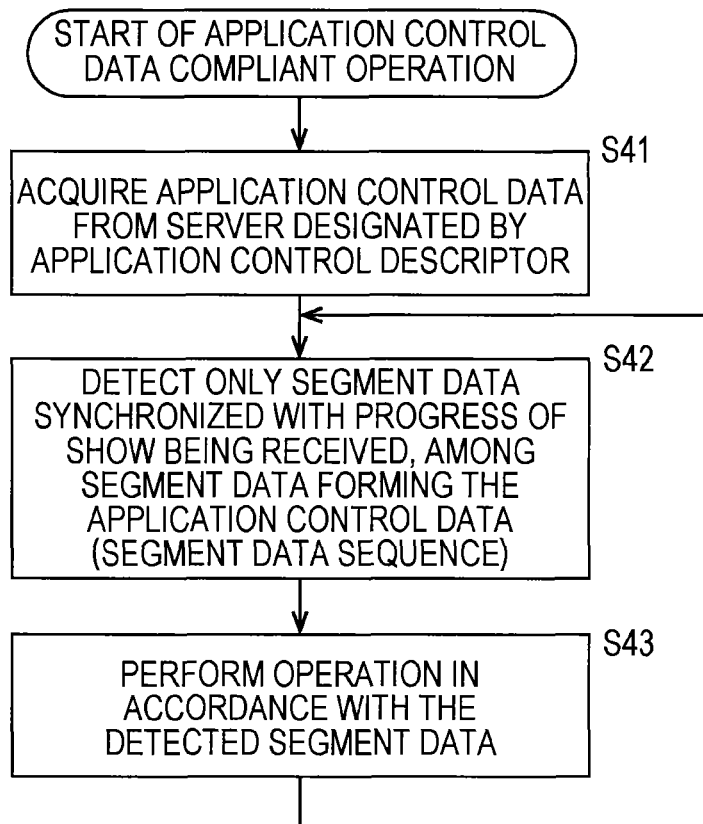 START OF APPLICATION CONTROL
DATA COMPLIANT OPERATION
S41
ACQUIRE APPLICATION CONTROL DATA
FROM SERVER DESIGNATED BY
APPLICATION CONTROL DESCRIPTOR
S42
DETECT ONLY SEGMENT DATA
SYNCHRONIZED WITH PROGRESS OF
SHOW BEING RECEIVED, AMONG
SEGMENT DATA FORMING THE
APPLICATION CONTROL DATA
(SEGMENT DATA SEQUENCE)
S43
PERFORM OPERATION IN
ACCORDANCE WITH THE
DETECTED SEGMENT DATA